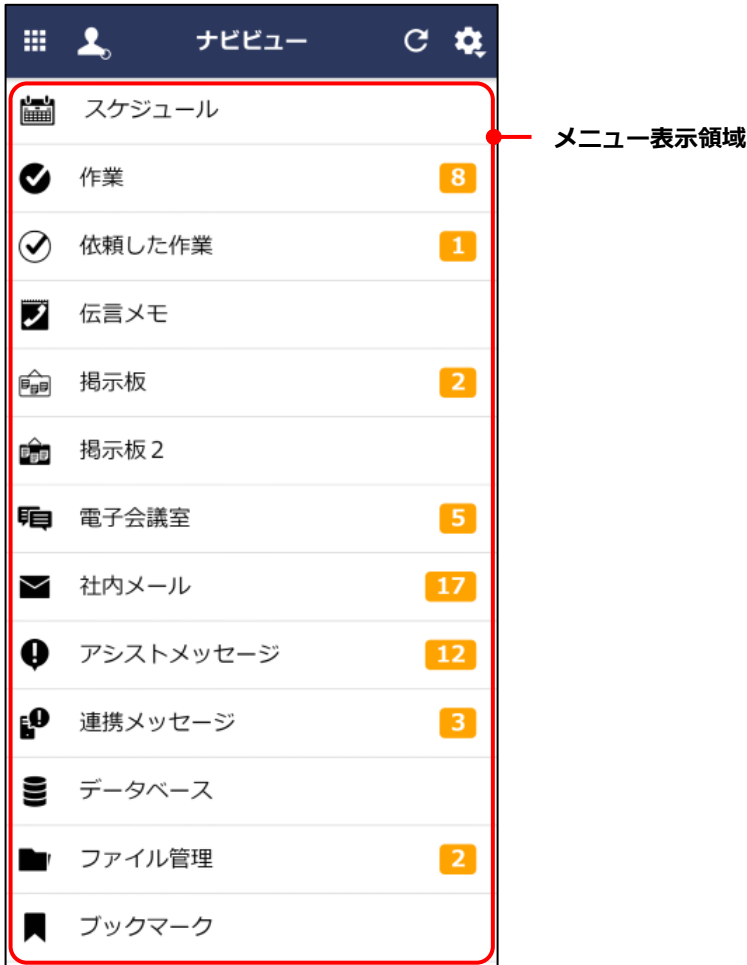 ナビビュー
スケジュール
メニュー表示領域
作業 8
依頼した作業 1
伝言メモ
掲示板 2
掲示板２
電子会議室 5
社内メール 17
アシストメッセージ 12
連携メッセージ 3
データベース
ファイル管理 2
ブックマーク